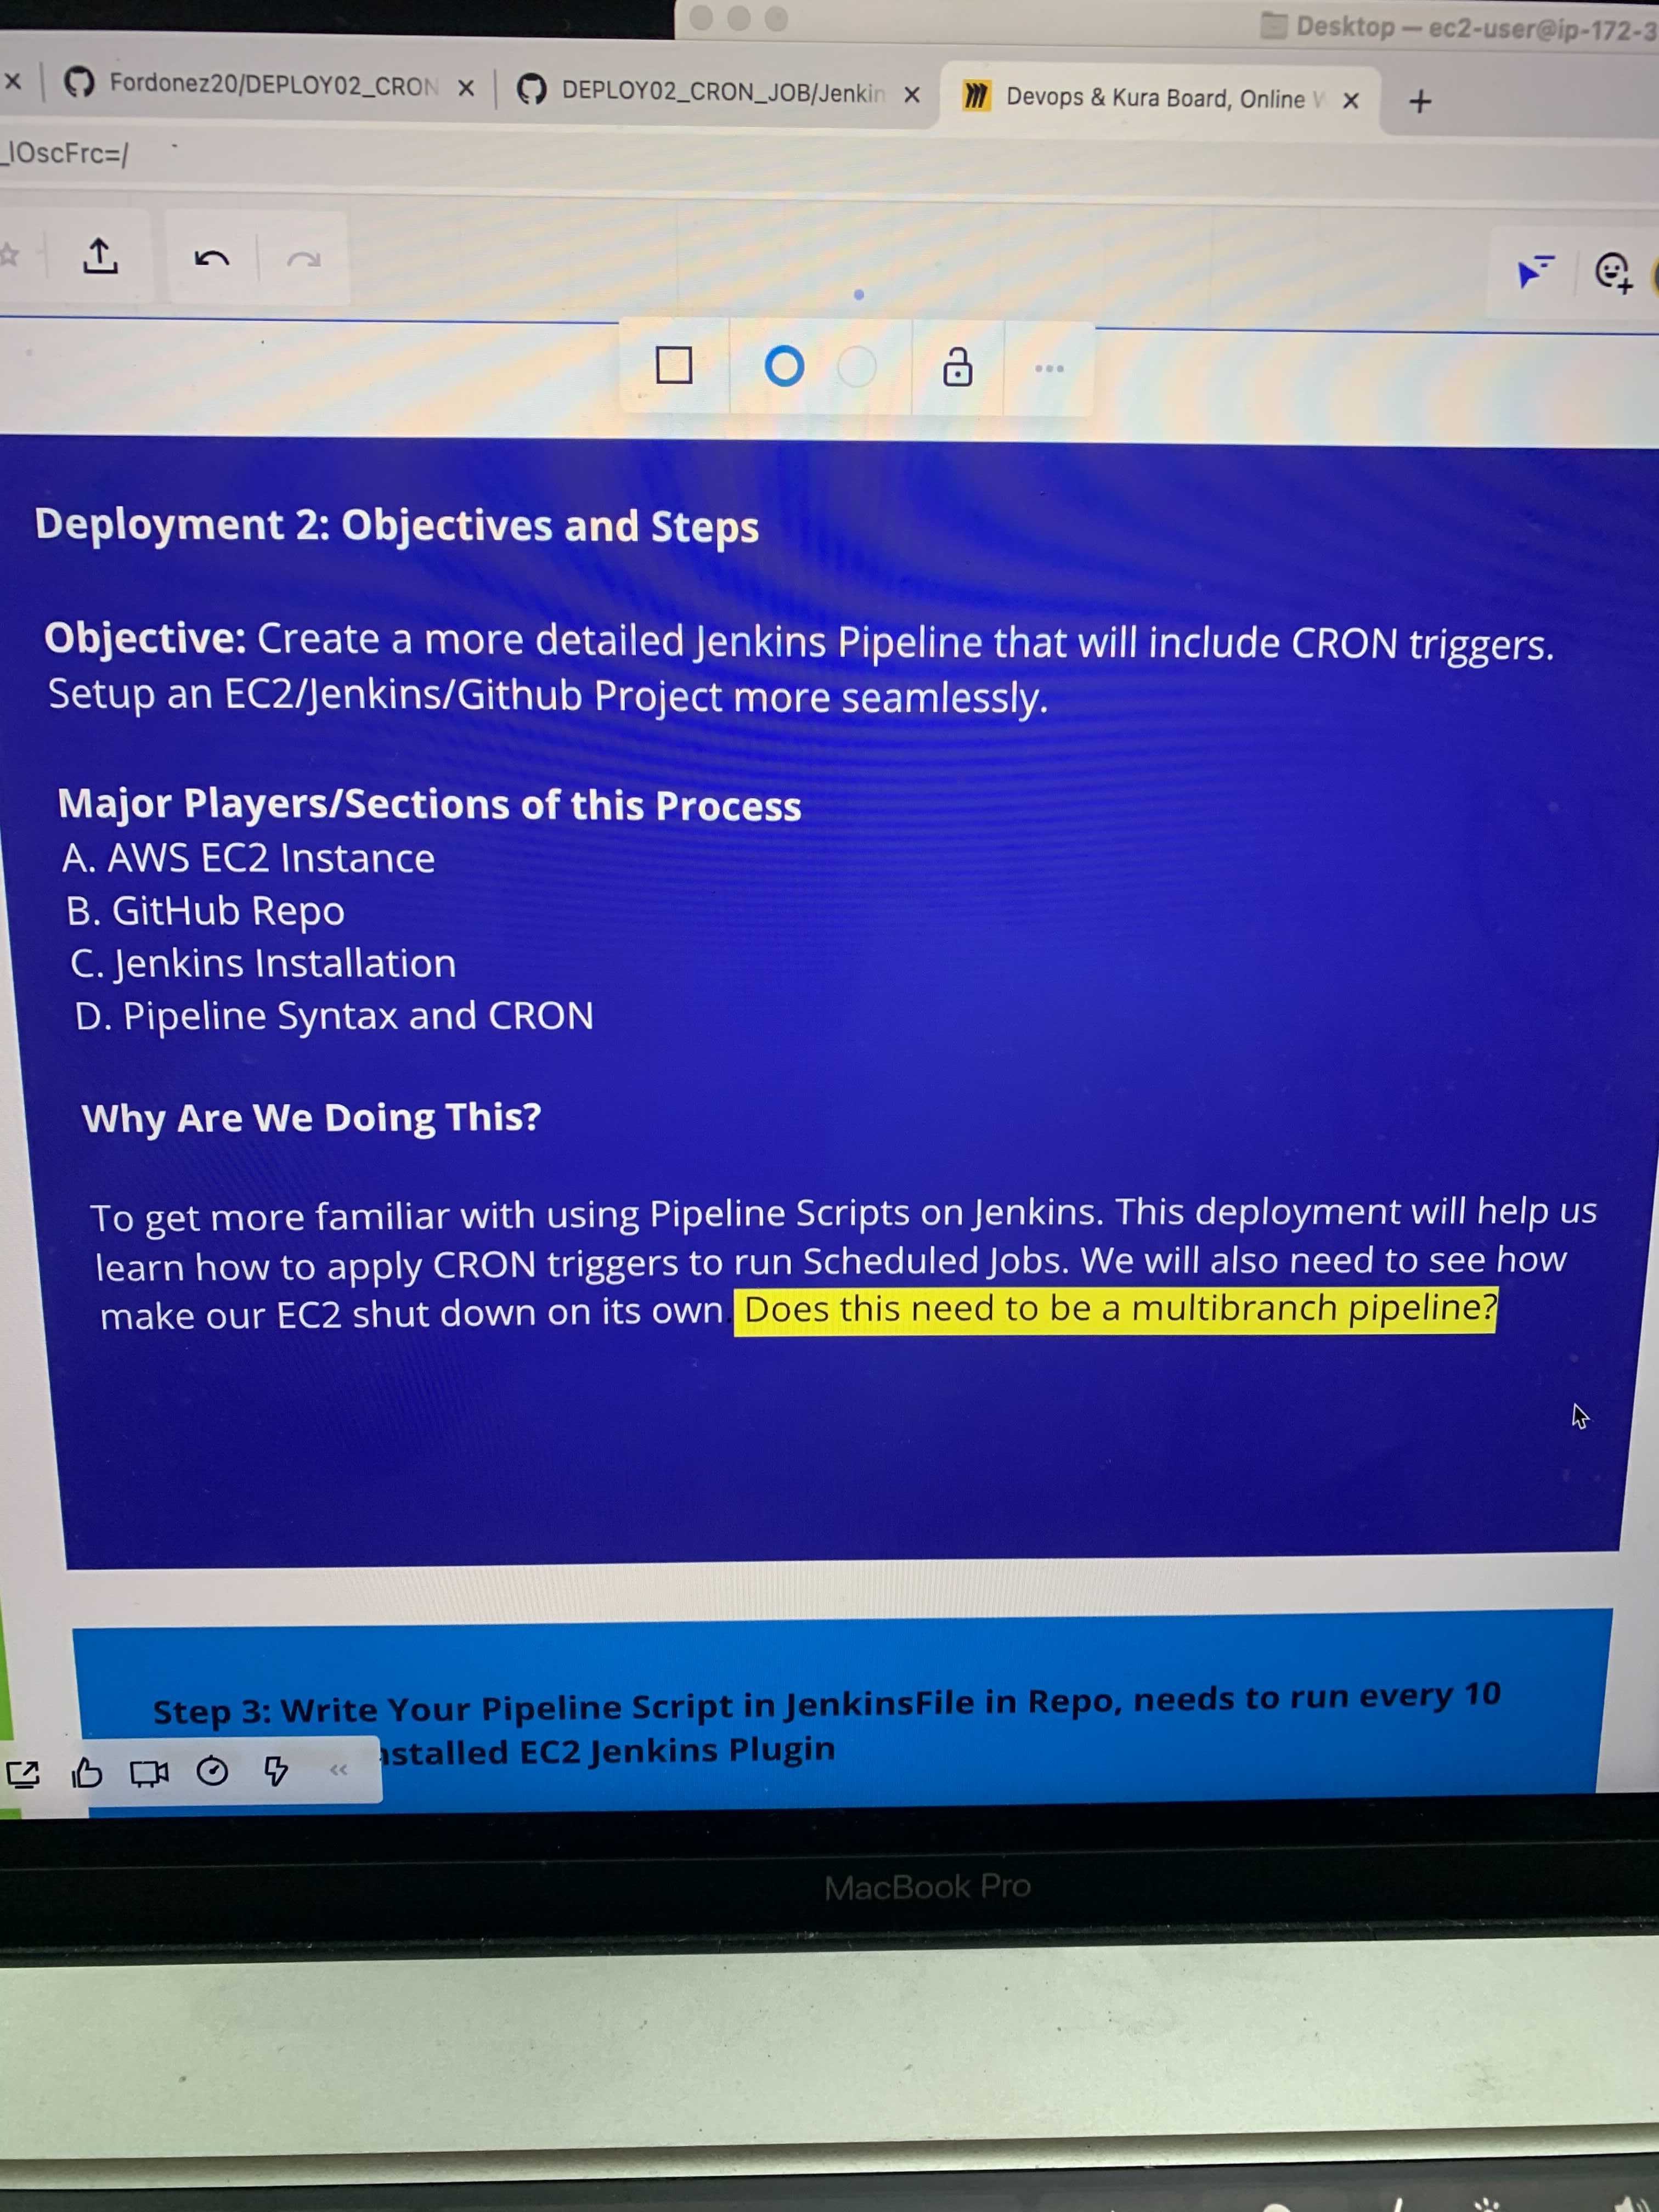 Desktop — ec2-user@ip-172-3
Fordonez20/DEPLOY02_CRON
DEPLOY02_CRON_JOB/Jenkin
Devops & Kura Board, Online
_IOscFrc=/
Deployment 2: Objectives and Steps
Objective: Create a more detailed Jenkins Pipeline that will include CRON triggers.
Setup an EC2/Jenkins/Github Project more seamlessly.
Major Players/Sections of this Process
A. AWS EC2 Instance
B. GitHub Repo
C. Jenkins Installation
D. Pipeline Syntax and CRON
Why Are We Doing This?
To get more familiar with using Pipeline Scripts on Jenkins. This deployment will help us
learn how to apply CRON triggers to run Scheduled Jobs. We will also need to see how
make our EC2 shut down on its own. Does this need to be a multibranch pipeline?
Step 3: Write Your Pipeline Script in JenkinsFile in Repo, needs to run every 10
nstalled EC2 Jenkins Plugin
MacBook Pro